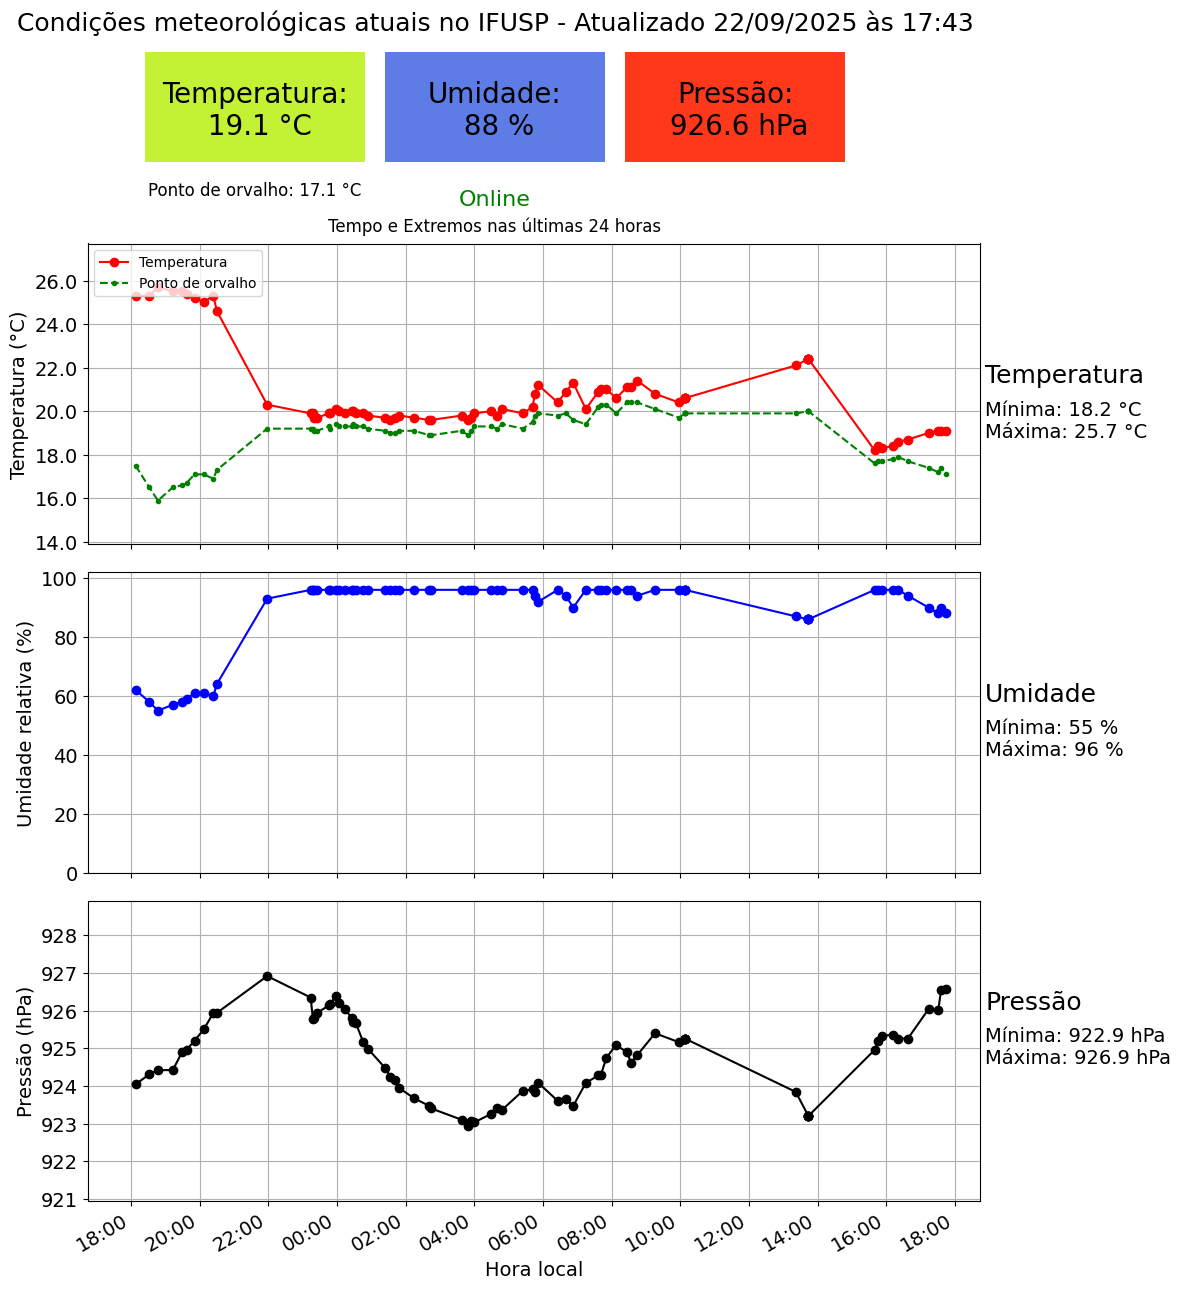 Condições meteorológicas atuais no IFUSP - Atualizado 22/09/2025 às 17:43
Temperatura:
19.1 °C
Umidade:
88 %
Pressão:
926.6 hPa
Ponto de orvalho: 17.1 °C
Online
Tempo e Extremos nas últimas 24 horas
Temperatura
Ponto de orvalho
Temperatura (°C)
26.0
24.0
22.0
20.0
18.0
16.0
14.0
Temperatura
Mínima: 18.2 °C
Máxima: 25.7 °C
Umidade relativa (%)
100
80
60
40
20
0
Umidade
Mínima: 55 %
Máxima: 96 %
Pressão (hPa)
928
927
926
925
924
923
922
921
Pressão
Mínima: 922.9 hPa
Máxima: 926.9 hPa
18:00
20:00
22:00
00:00
02:00
04:00
06:00
08:00
10:00
12:00
14:00
16:00
18:00
Hora local